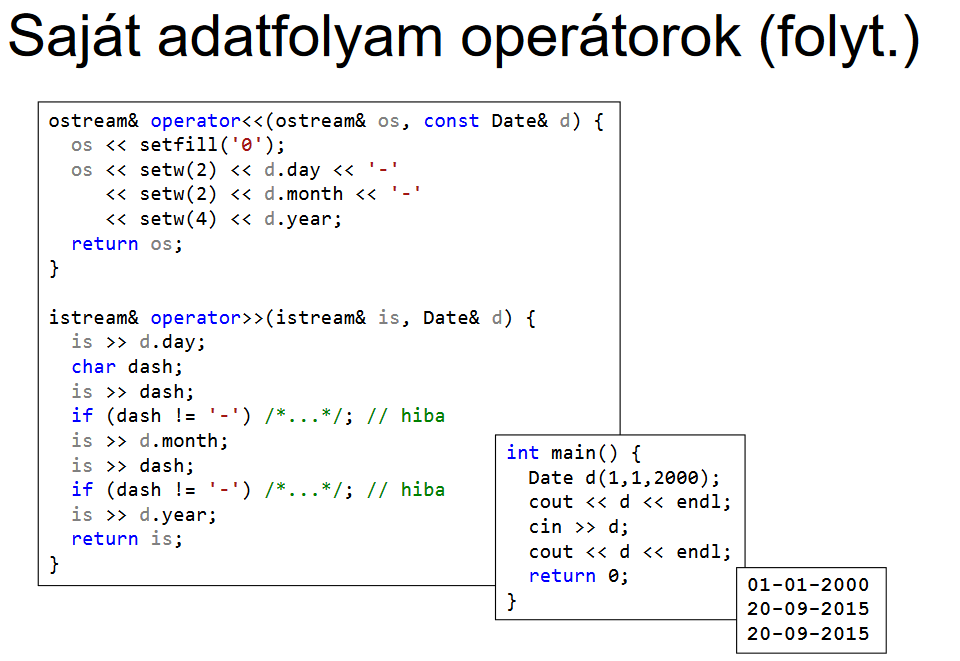 Saját adatfolyam operátorok (folyt.)
ostream& operator<<(ostream& os, const Date& d) {
  os << setfill('0');
  os << setw(2) << d.day << '-'
     << setw(2) << d.month << '-'
     << setw(4) << d.year;
  return os;
}
istream& operator>>(istream& is, Date& d) {
  is >> d.day;
  char dash;
  is >> dash;
  if (dash != '-') /*...*/; // hiba
  is >> d.month;
  is >> dash;
  if (dash != '-') /*...*/; // hiba
  is >> d.year;
  return is;
}
int main() {
  Date d(1,1,2000);
  cout << d << endl;
  cin >> d;
  cout << d << endl;
  return 0;
}
01-01-2000
20-09-2015
20-09-2015